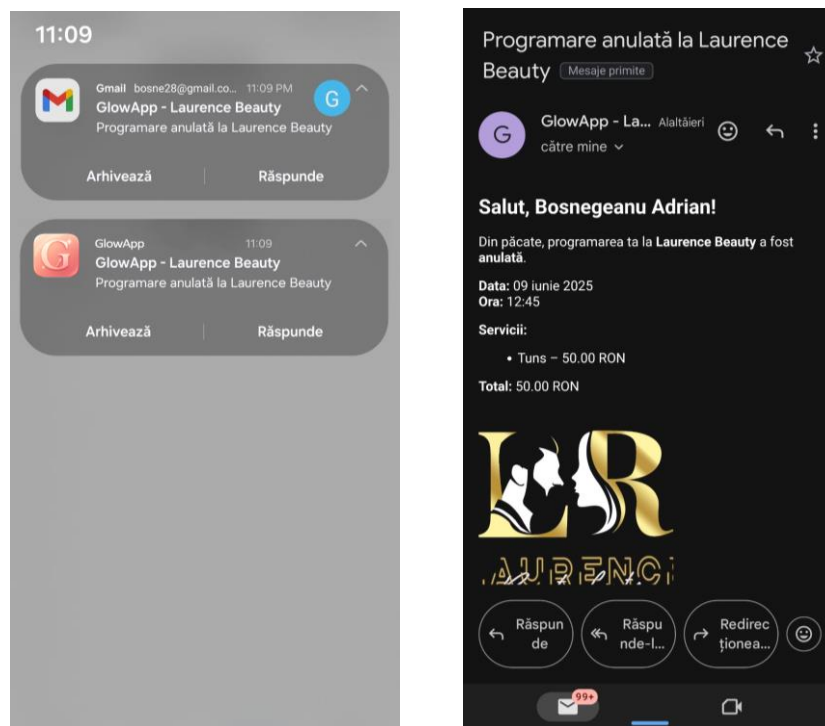 11:09
Gmail bosne28@gmail.co... 11:09 PM
GlowApp - Laurence Beauty
Programare anulată la Laurence Beauty
G
Arhivează Răspunde
GlowApp 11:09
GlowApp - Laurence Beauty
Programare anulată la Laurence Beauty
G
Arhivează Răspunde
Programare anulată la Laurence
Beauty Mesaje primite
G
GlowApp - La... Alaltăieri
către mine
Salut, Bosnegeanu Adrian!
Din păcate, programarea ta la Laurence Beauty a fost
anulată.
Data: 09 iunie 2025
Ora: 12:45
Servicii:
• Tuns – 50.00 RON
Total: 50.00 RON
LR
Răspun
de
Răspu
nde-l...
Redirec
ționea...
99+